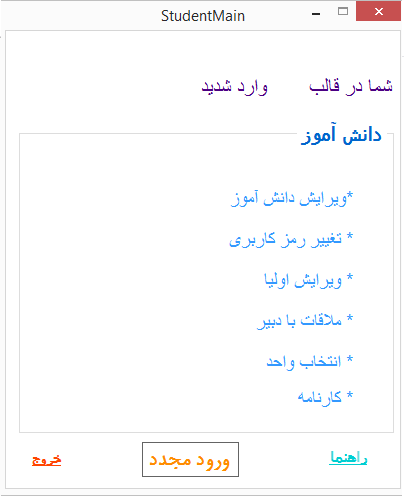 StudentMain
شما در قالب وارد شدید
دانش آموز
*ویرایش دانش آموز
* تغییر رمز کاربری
* ویرایش اولیا
* ملاقات با دبیر
* انتخاب واحد
* کارنامه
راهنما ورود مجدد خروج